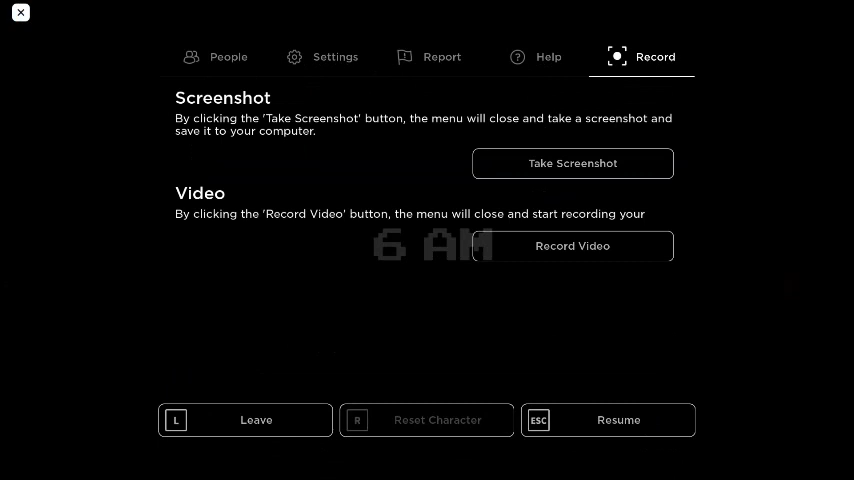 People
Settings
Report
Help
Record
Screenshot
By clicking the 'Take Screenshot' button, the menu will close and take a screenshot and
save it to your computer.
Take Screenshot
Video
By clicking the 'Record Video' button, the menu will close and start recording your
6 AM
Record Video
L
Leave
R
Reset Character
ESC
Resume